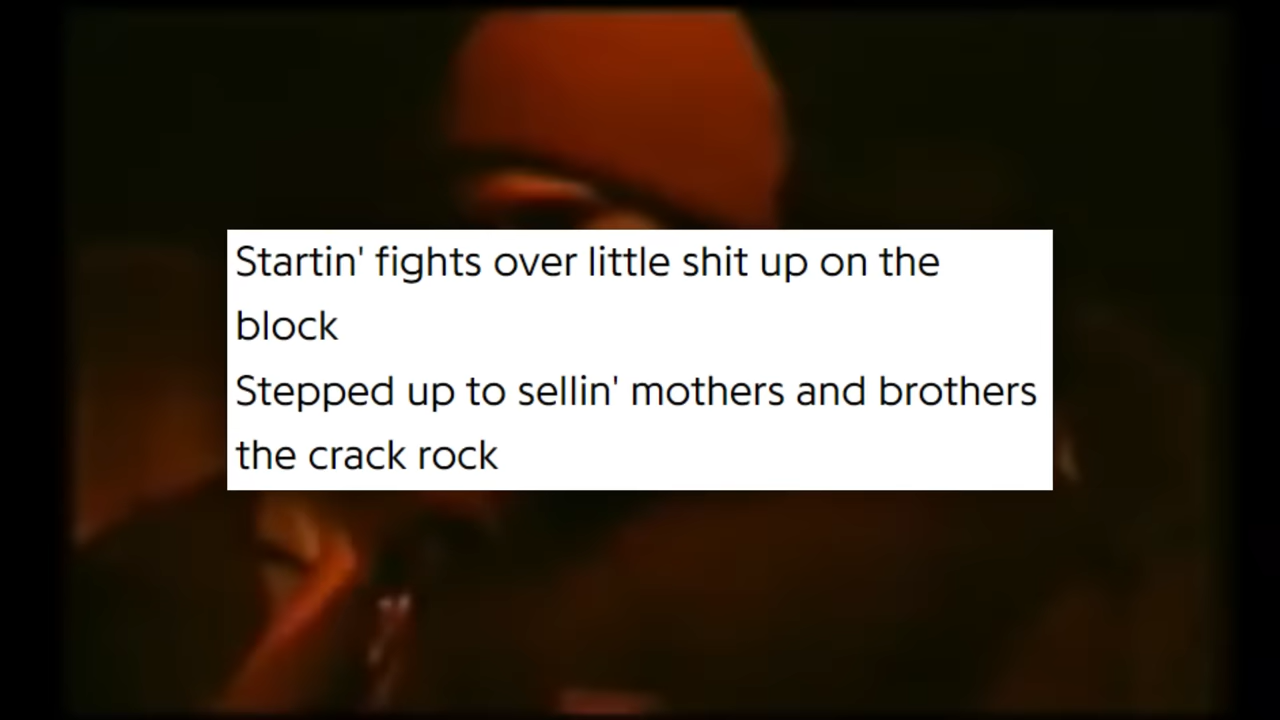 Startin' fights over little shit up on the
block
Stepped up to sellin' mothers and brothers
the crack rock